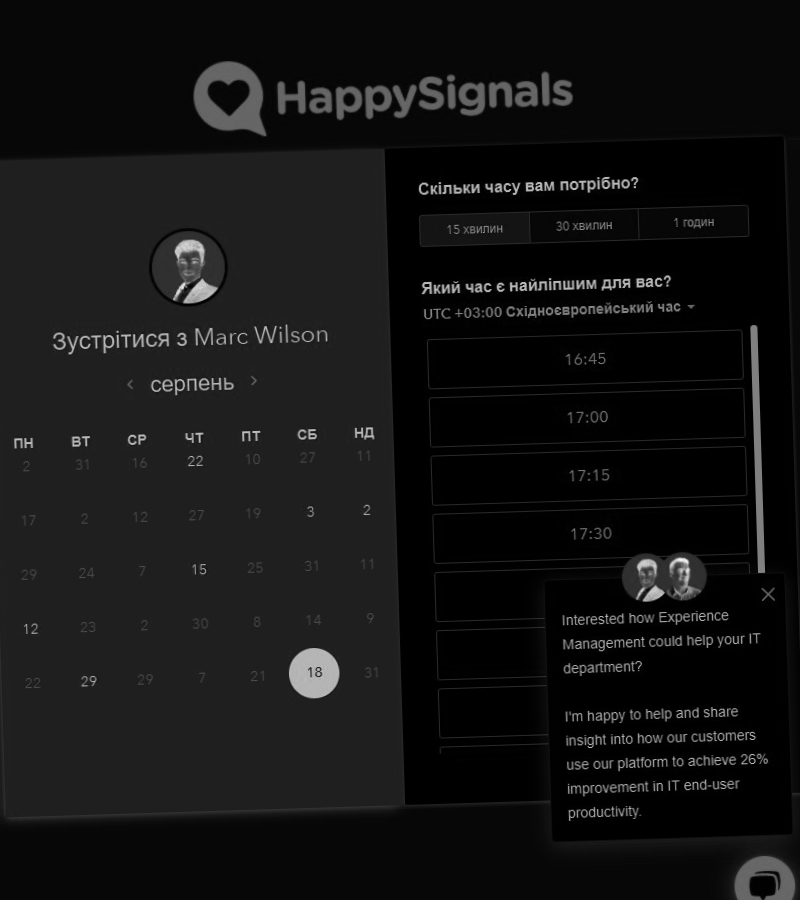 HappySignals
Зустрітися з Marc Wilson
серпень
ПН ВТ СР ЧТ ПТ СБ НД
2 31 16 22 10 27 11
17 2 12 27 19 3 2
29 24 7 15 25 31 11
12 23 2 30 8 14 9
22 29 29 7 21 18 31
Скільки часу вам потрібно?
15 хвилин 30 хвилин 1 годин
Який час є найліпшим для вас?
UTC +03:00 Східноєвропейський час
16:45
17:00
17:15
17:30
Interested how Experience
Management could help your IT
department?
I'm happy to help and share
insight into how our customers
use our platform to achieve 26%
improvement in IT end-user
productivity.